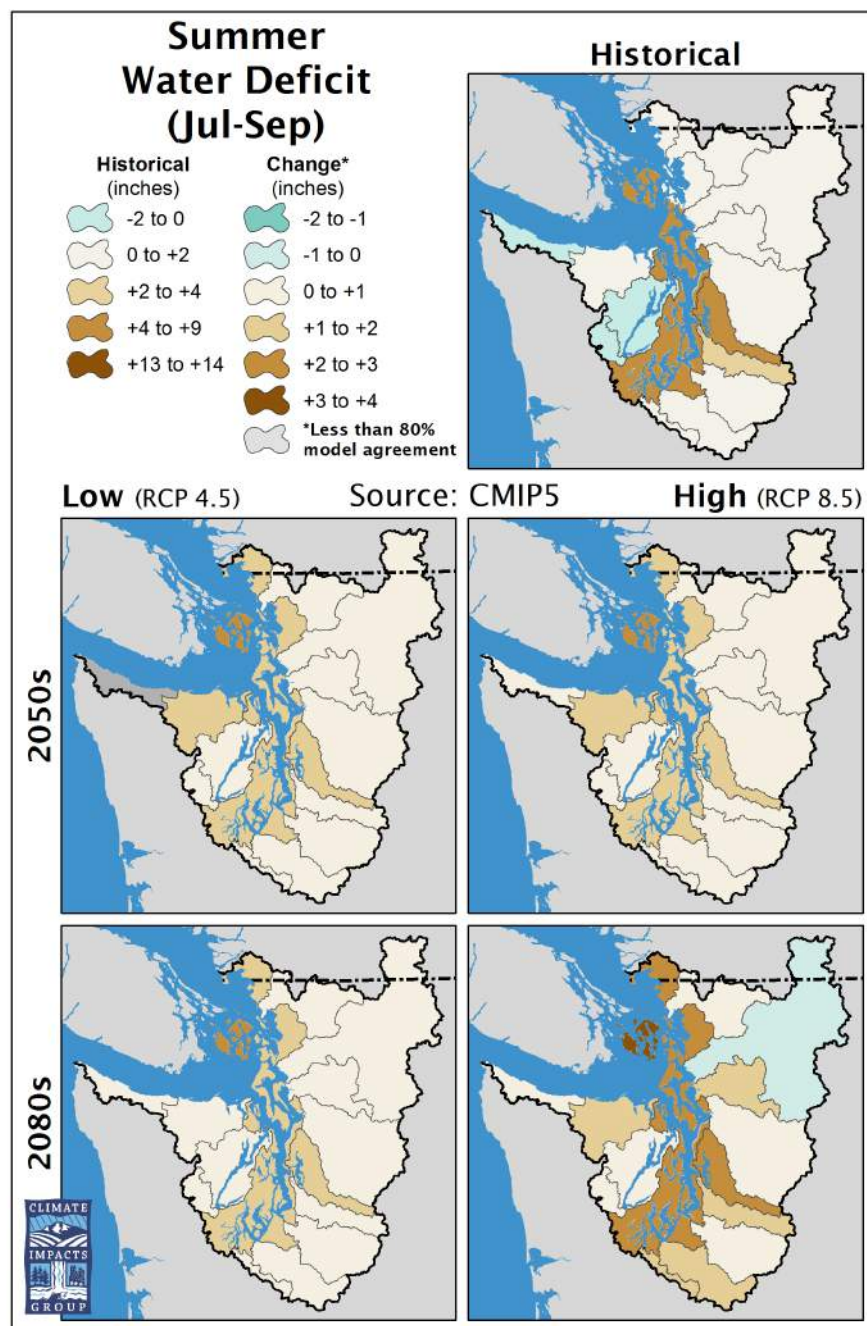 Summer
Water Deficit
(Jul-Sep)
Historical
(inches)
-2 to 0
0 to +2
+2 to +4
+4 to +9
+13 to +14
Change*
(inches)
-2 to -1
-1 to 0
0 to +1
+1 to +2
+2 to +3
+3 to +4
*Less than 80%
model agreement
Historical
Low (RCP 4.5) Source: CMIP5 High (RCP 8.5)
2050s
2080s
CLIMATE
IMPACTS
GROUP